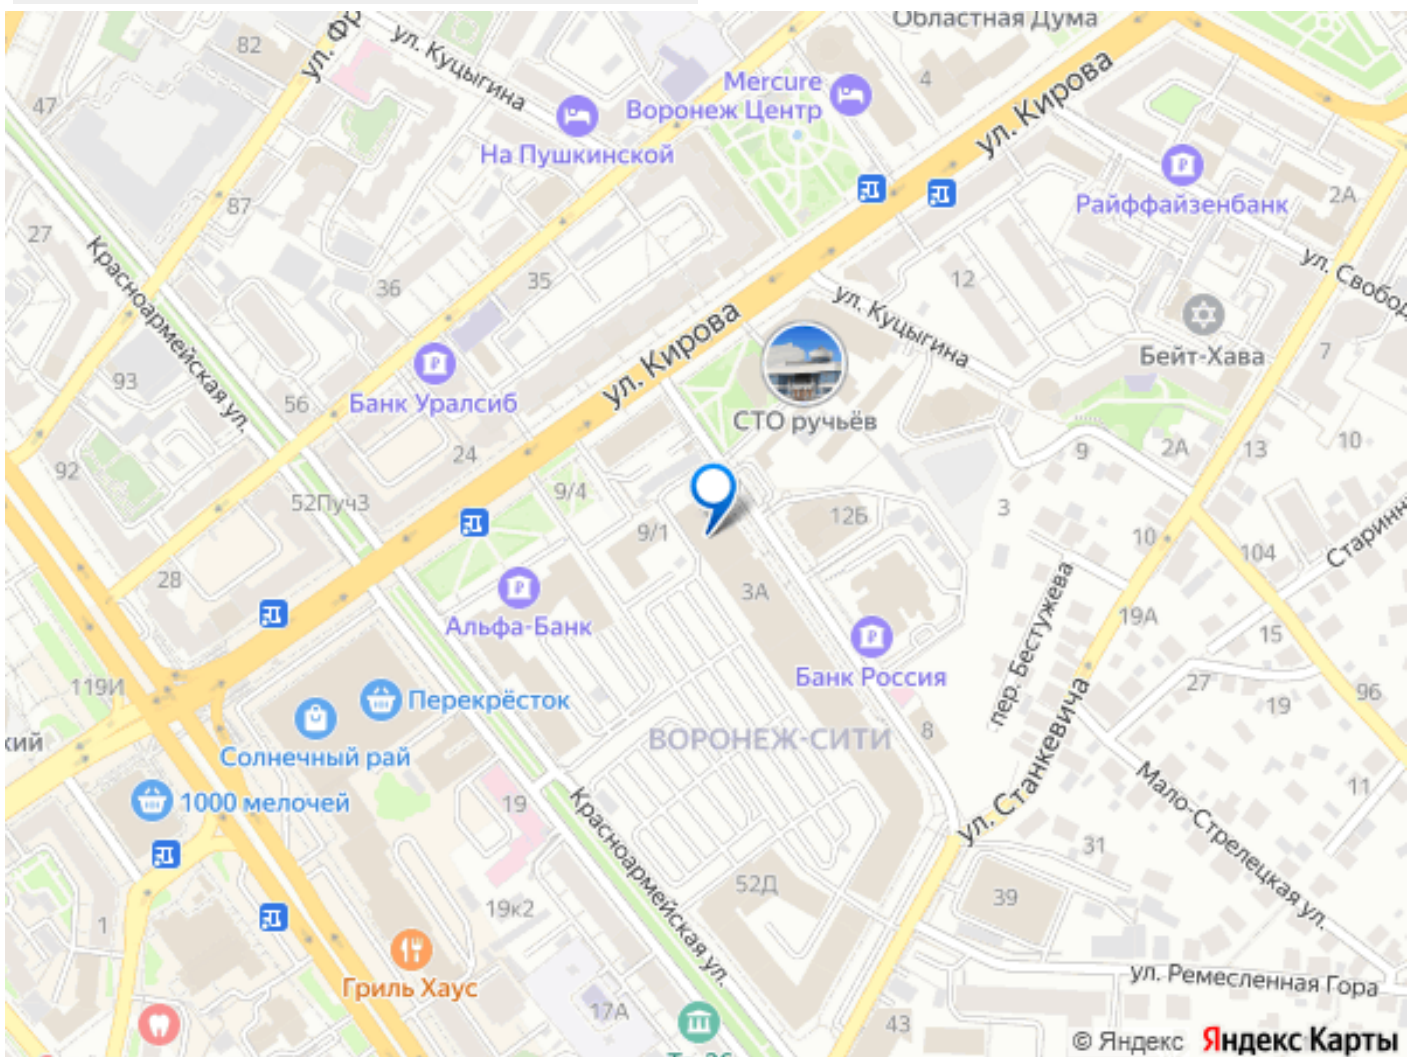 Областная Дума
ул. Фр
82
ул. Куцыгина
Mercure
Воронеж Центр
4
ул. Кирова
47
На Пушкинской
Райффайзенбанк
2А
87
27
Красноармейская ул.
36
35
12
ул. Куцыгина
ул. Свобод
Бейт-Хава
7
ул. Кирова
93
Банк Уралсиб
56
СТО ручьёв
24
92
52Пуч3
9/4
9
2А
13
10
9/1
12Б
3
10
104
Старинн
28
3А
Альфа-Банк
пер. Бестужева
19А
15
Банк Россия
119И
Перекрёсток
27
19
96
кий
Солнечный рай
ВОРОНЕЖ-СИТИ
8
1000 мелочей
19
Красноармейская ул.
ул. Станкевича
Мало-Стрелецкая ул.
11
31
52Д
39
19к2
1
Гриль Хаус
ул. Ремесленная Гора
17А
43
© Яндекс Яндекс Карты